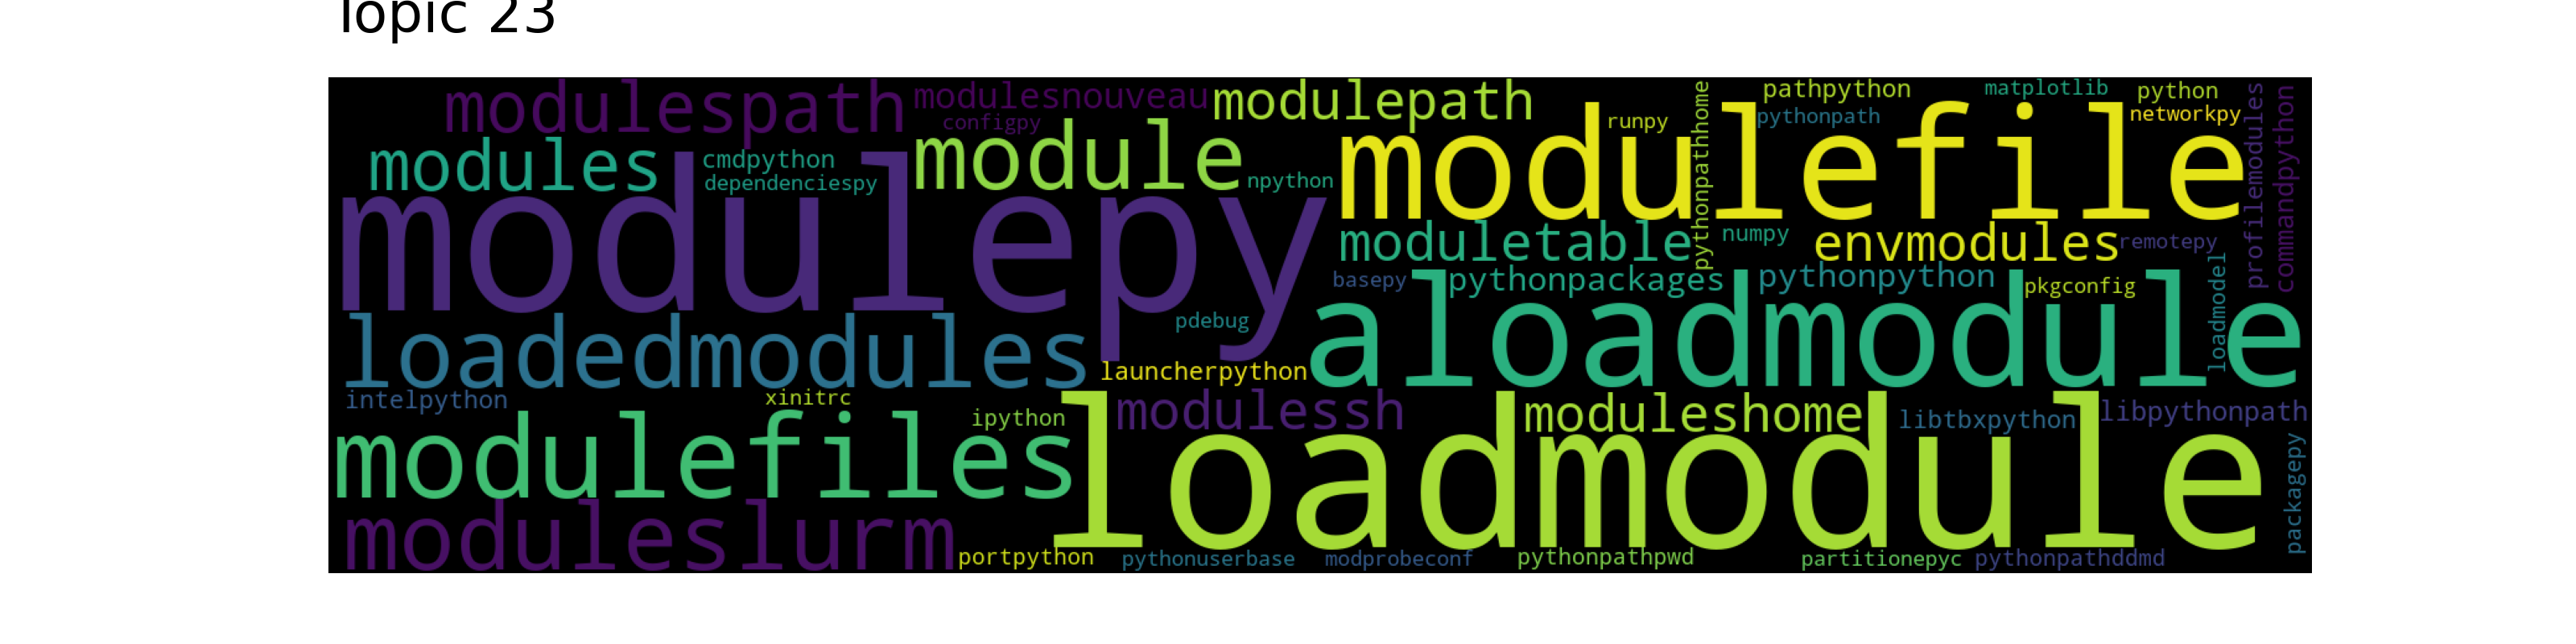 Topic 23
modulespath modulesnouveau modulepath pathpython matplotlib python
configpy runpy pythonpath networkpy
modules cmdpython module modulefile
dependenciespy npython
pythonpathhome profilemodules commandpython
modulepy moduletable numpy envmodules remotepy
basepy pythonpackages pythonpython pkgconfig
loadedmodules pdebug aloadmodule loadmodel
launcherpython
intelpython xinitrc modulessh moduleshome libtbxpython libpythonpath
ipython
modulefiles loadmodule packagepy
moduleslurm
portpython pythonuserbase modprobeconf pythonpathpwd partitionepyc pythonpathddmd